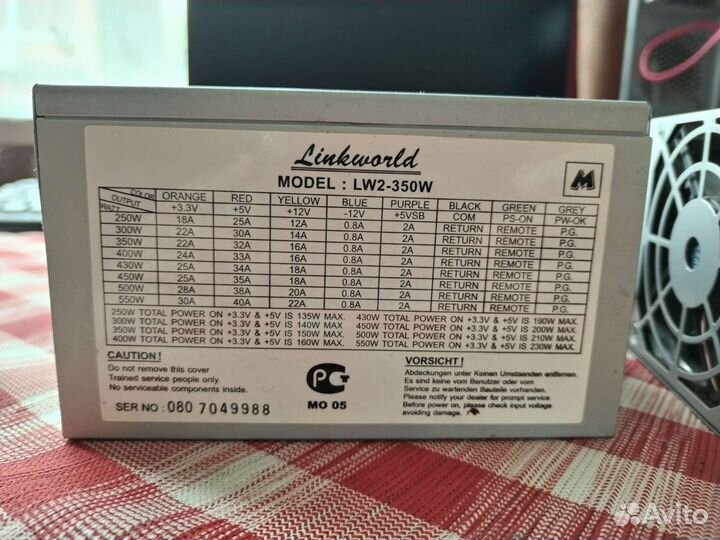 Linkworld
MODEL : LW2-350W
M
COLOR ORANGE RED YELLOW BLUE PURPLE BLACK GREEN GREY
OUTPUT +3.3V +5V +12V -12V +5VSB COM PS-ON PW-OK
WATT
250W 18A 25A 12A 0.8A 2A RETURN REMOTE P.G.
300W 22A 30A 14A 0.8A 2A RETURN REMOTE P.G.
350W 22A 32A 16A 0.8A 2A RETURN REMOTE P.G.
400W 24A 33A 16A 0.8A 2A RETURN REMOTE P.G.
430W 25A 34A 18A 0.8A 2A RETURN REMOTE P.G.
450W 25A 35A 18A 0.8A 2A RETURN REMOTE P.G.
500W 28A 38A 20A 0.8A 2A RETURN REMOTE P.G.
550W 30A 40A 22A 0.8A 2A RETURN REMOTE P.G.
250W TOTAL POWER ON +3.3V & +5V IS 135W MAX. 430W TOTAL POWER ON +3.3V & +5V IS 190W MAX.
300W TOTAL POWER ON +3.3V & +5V IS 140W MAX. 450W TOTAL POWER ON +3.3V & +5V IS 200W MAX.
350W TOTAL POWER ON +3.3V & +5V IS 150W MAX. 500W TOTAL POWER ON +3.3V & +5V IS 210W MAX.
400W TOTAL POWER ON +3.3V & +5V IS 160W MAX. 550W TOTAL POWER ON +3.3V & +5V IS 230W MAX.
CAUTION!
Do not remove this cover
Trained service people only.
No serviceable components inside.
SER NO: 080 7049988
РСТ
МО 05
VORSICHT!
Abdeckungen unter Keinen Umstaenden entfernen.
Es sind keine vom Benutzer oder vom
Service zu wartenden Bauteile vorhanden.
Please notify your dealer for prompt service
Before power on, please check input voltage
avoiding damage.
Avito